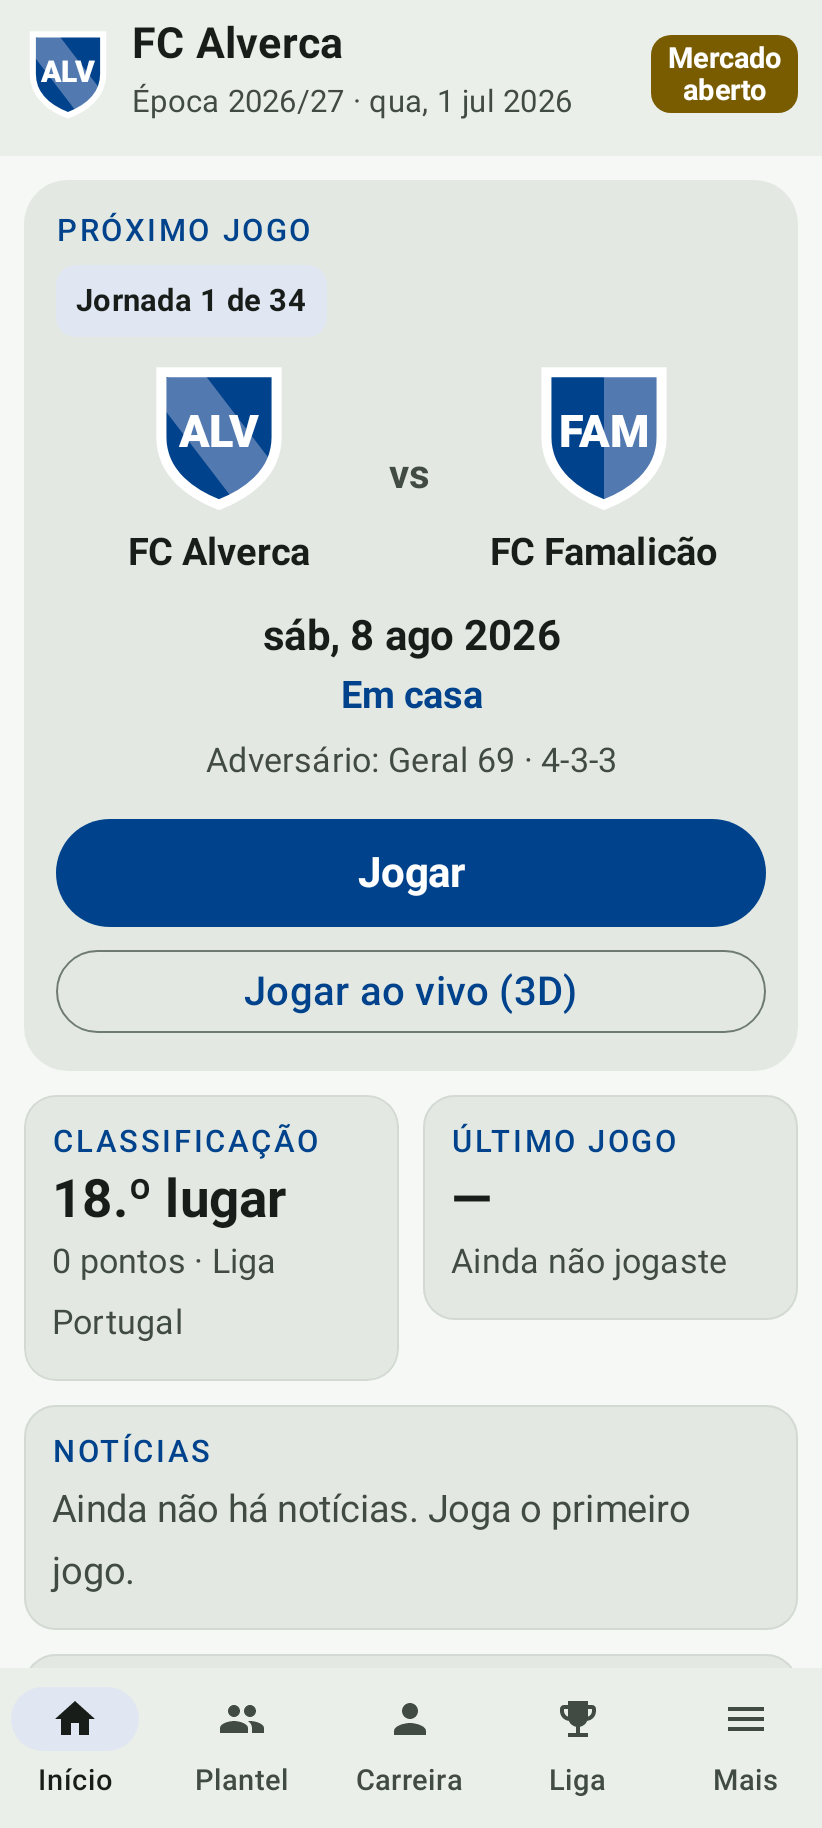 ALV
FC Alverca
Época 2026/27 · qua, 1 jul 2026
Mercado
aberto
PRÓXIMO JOGO
Jornada 1 de 34
ALV
vs
FAM
FC Alverca
FC Famalicão
sáb, 8 ago 2026
Em casa
Adversário: Geral 69 · 4-3-3
Jogar
Jogar ao vivo (3D)
CLASSIFICAÇÃO
18.º lugar
0 pontos · Liga
Portugal
ÚLTIMO JOGO
—
Ainda não jogaste
NOTÍCIAS
Ainda não há notícias. Joga o primeiro
jogo.
Início
Plantel
Carreira
Liga
Mais